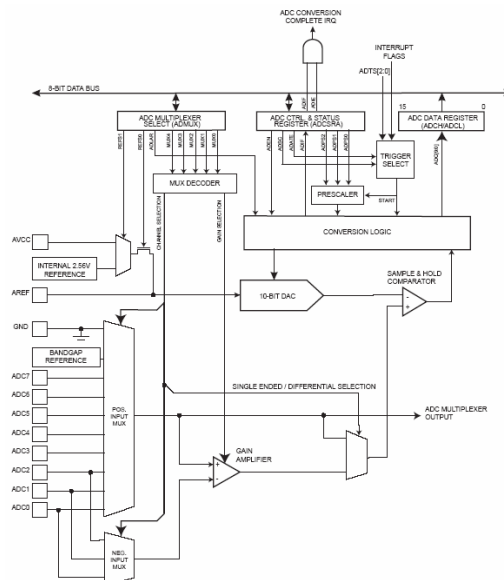 ADC CONVERSION
COMPLETE IRQ
INTERRUPT
FLAGS
ADTS[2:0]
8-BIT DATA BUS
ADIF
ADIE
15
0
ADC MULTIPLEXER
SELECT (ADMUX)
ADC CTRL. & STATUS
REGISTER (ADCSRA)
ADC DATA REGISTER
(ADCH/ADCL)
REFS1
REFS0
ADLAR
MUX4
MUX3
MUX2
MUX1
MUX0
ADEN
ADSC
ADATE
ADIF
ADPS2
ADPS1
ADPS0
ADC[9:0]
TRIGGER
SELECT
MUX DECODER
PRESCALER
START
CHANNEL SELECTION
GAIN SELECTION
CONVERSION LOGIC
AVCC
INTERNAL 2.56V
REFERENCE
SAMPLE & HOLD
COMPARATOR
AREF
10-BIT DAC
-
+
GND
BANDGAP
REFERENCE
ADC7
SINGLE ENDED / DIFFERENTIAL SELECTION
ADC6
ADC5
POS.
INPUT
MUX
ADC MULTIPLEXER
OUTPUT
ADC4
ADC3
GAIN
AMPLIFIER
ADC2
+
-
ADC1
ADC0
NEG.
INPUT
MUX